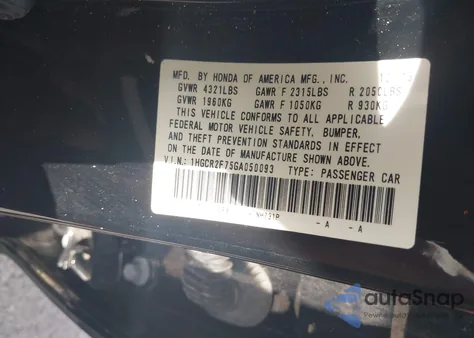 MFD. BY HONDA OF AMERICA MFG., INC.
GVWR 4321LBS GAWR F 2315LBS R 2050LBS
GVWR 1960KG GAWR F 1050KG R 930KG
THIS VEHICLE CONFORMS TO ALL APPLICABLE
FEDERAL MOTOR VEHICLE SAFETY, BUMPER,
AND THEFT PREVENTION STANDARDS IN EFFECT
ON THE DATE OF MANUFACTURE SHOWN ABOVE.
V.I.N.: 1HGCR2F75GA050093 TYPE: PASSENGER CAR
NH731P - A - A
autoSnap